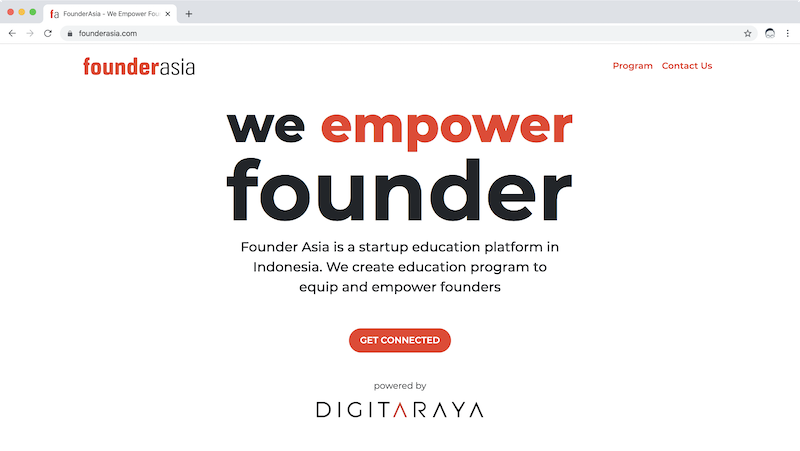 fa FounderAsia - We Empower Fou
founderasia.com
founderasia
Program Contact Us
we empower
founder
Founder Asia is a startup education platform in
Indonesia. We create education program to
equip and empower founders
GET CONNECTED
powered by
DIGITARAYA